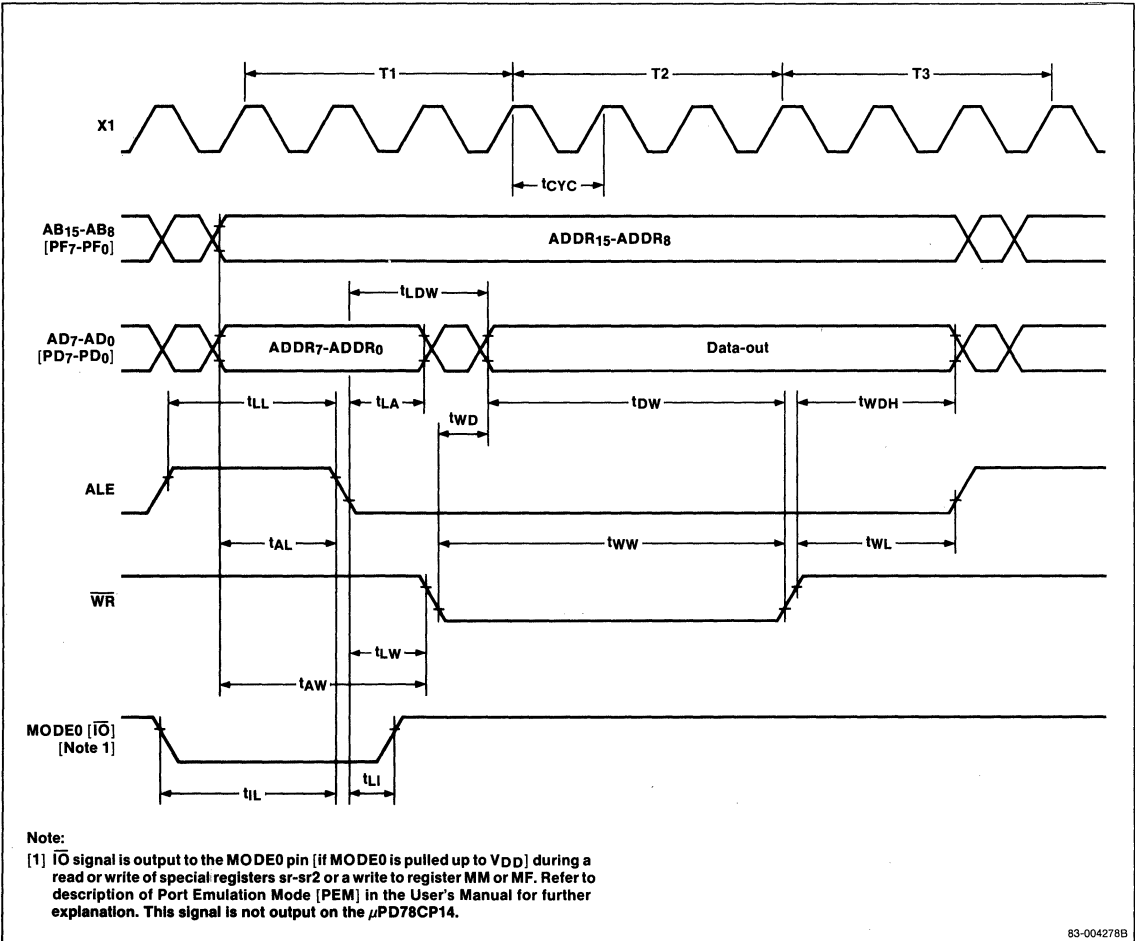 T1 T2 T3
X1
tCYC
AB15-AB8
[PF7-PF0]
ADDR15-ADDR8
tLDW
AD7-AD0
[PD7-PD0]
ADDR7-ADDR0
Data-out
tLL tLA tWD tDW tWDH
ALE
tAL tWW tWL
WR
tLW
tAW
MODE0 [IO]
[Note 1]
tIL tLI
Note:
[1] IO signal is output to the MODE0 pin [if MODE0 is pulled up to VDD] during a
read or write of special registers sr-sr2 or a write to register MM or MF. Refer to
description of Port Emulation Mode [PEM] in the User's Manual for further
explanation. This signal is not output on the μPD78CP14.
83-004278B